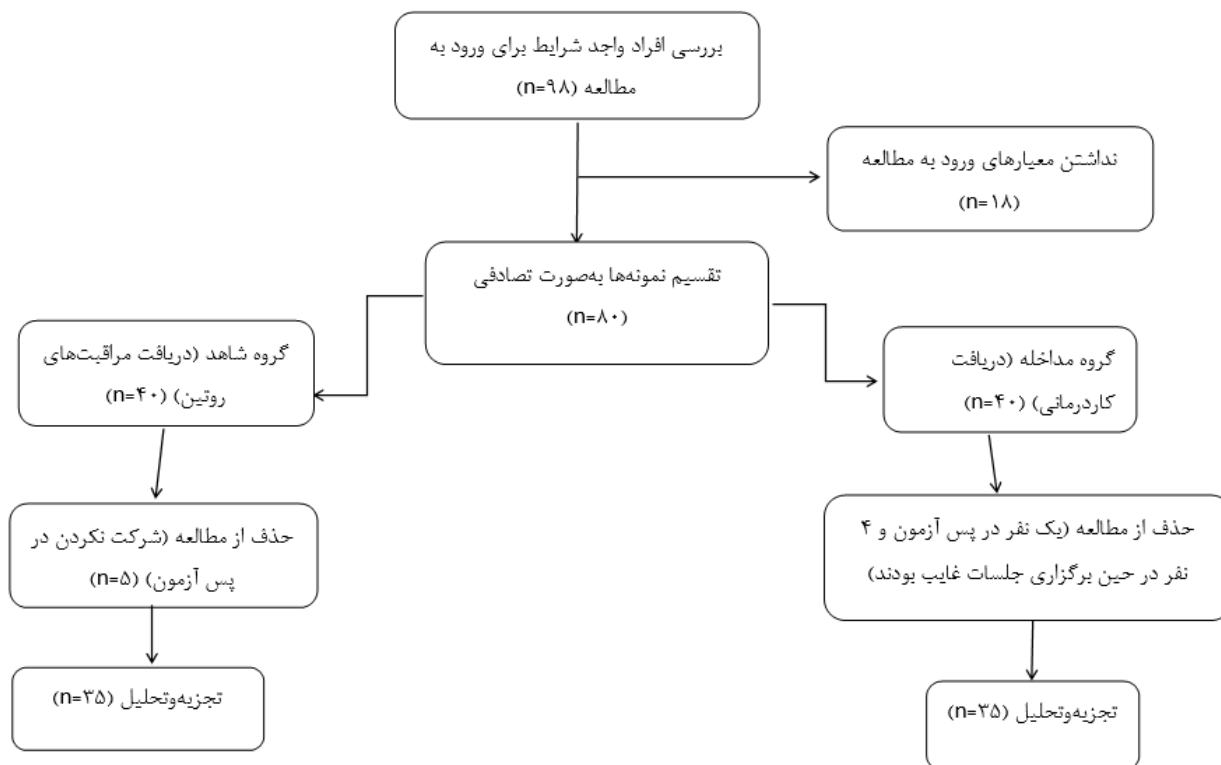 بررسی افراد واجد شرایط برای ورود به
مطالعه (n=۹۸)
نداشتن معیارهای ورود به مطالعه
(n=۱۸)
تقسیم نمونه‌ها به‌صورت تصادفی
(n=۸۰)
گروه مداخله (دریافت
کاردرمانی) (n=۴۰)
گروه شاهد (دریافت مراقبت‌های
روتین) (n=۴۰)
حذف از مطالعه (یک نفر در پس آزمون و ۴
نفر در حین برگزاری جلسات غایب بودند)
حذف از مطالعه (شرکت نکردن در
پس آزمون) (n=۵)
تجزیه‌وتحلیل (n=۳۵)
تجزیه‌وتحلیل (n=۳۵)